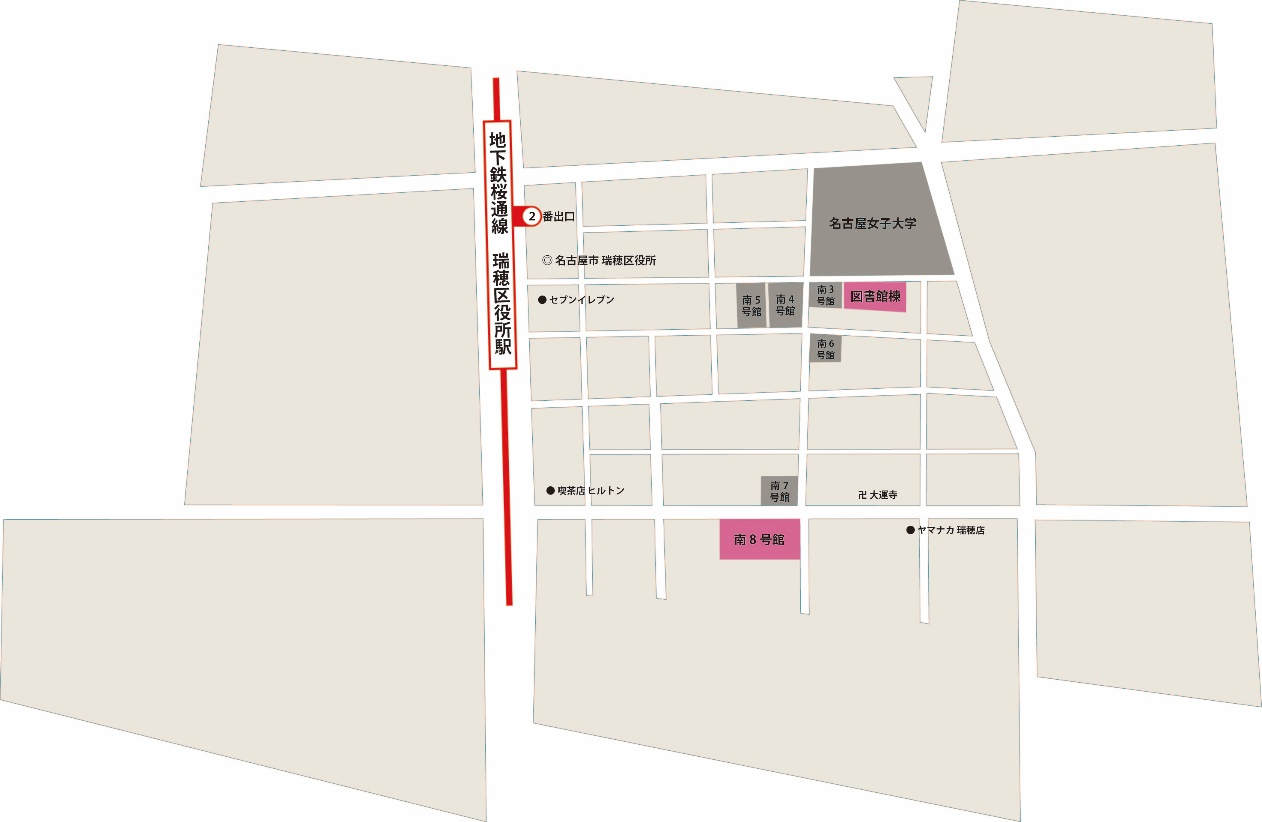 地下鉄桜通線 瑞穂区役所駅
2 番出口
名古屋女子大学
◎ 名古屋市 瑞穂区役所
● セブンイレブン
南5
号館
南4
号館
南3
号館
図書館棟
南6
号館
● 喫茶店 ヒルトン
南7
号館
卍 大運寺
南8号館
● ヤマナカ 瑞穂店